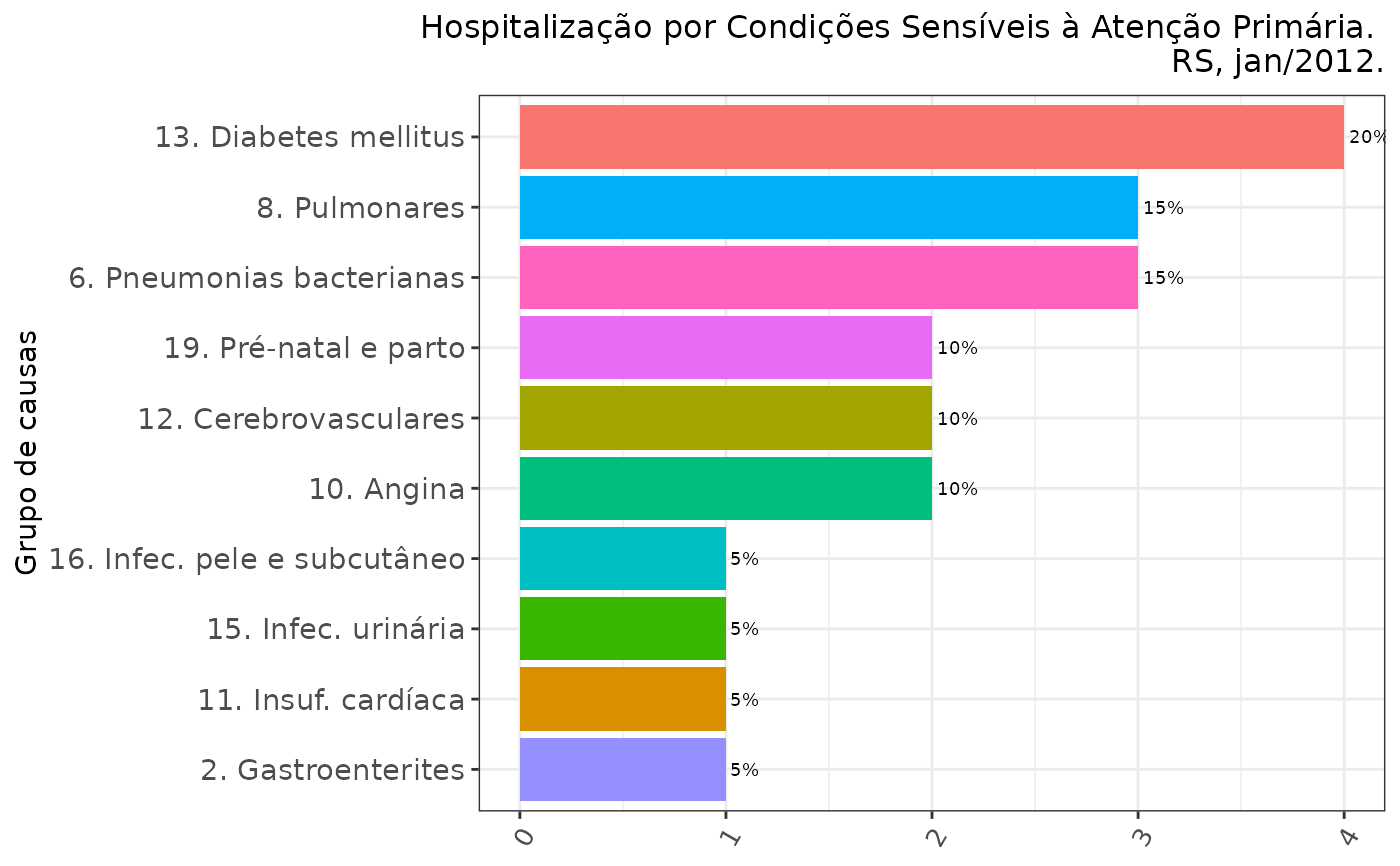 Hospitalização por Condições Sensíveis à Atenção Primária.
RS, jan/2012.
Grupo de causas
13. Diabetes mellitus 20%
8. Pulmonares 15%
6. Pneumonias bacterianas 15%
19. Pré-natal e parto 10%
12. Cerebrovasculares 10%
10. Angina 10%
16. Infec. pele e subcutâneo 5%
15. Infec. urinária 5%
11. Insuf. cardíaca 5%
2. Gastroenterites 5%
0 1 2 3 4